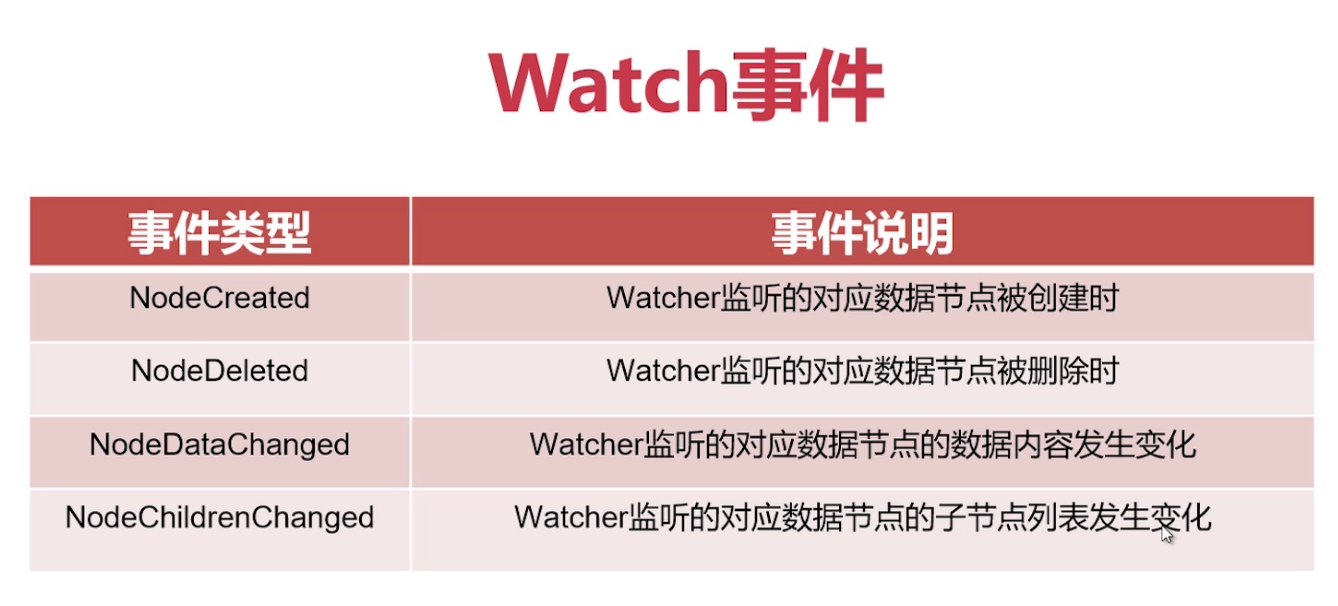 Watch事件
事件类型 事件说明
NodeCreated Watcher监听的对应数据节点被创建时
NodeDeleted Watcher监听的对应数据节点被删除时
NodeDataChanged Watcher监听的对应数据节点的数据内容发生变化
NodeChildrenChanged Watcher监听的对应数据节点的子节点列表发生变化